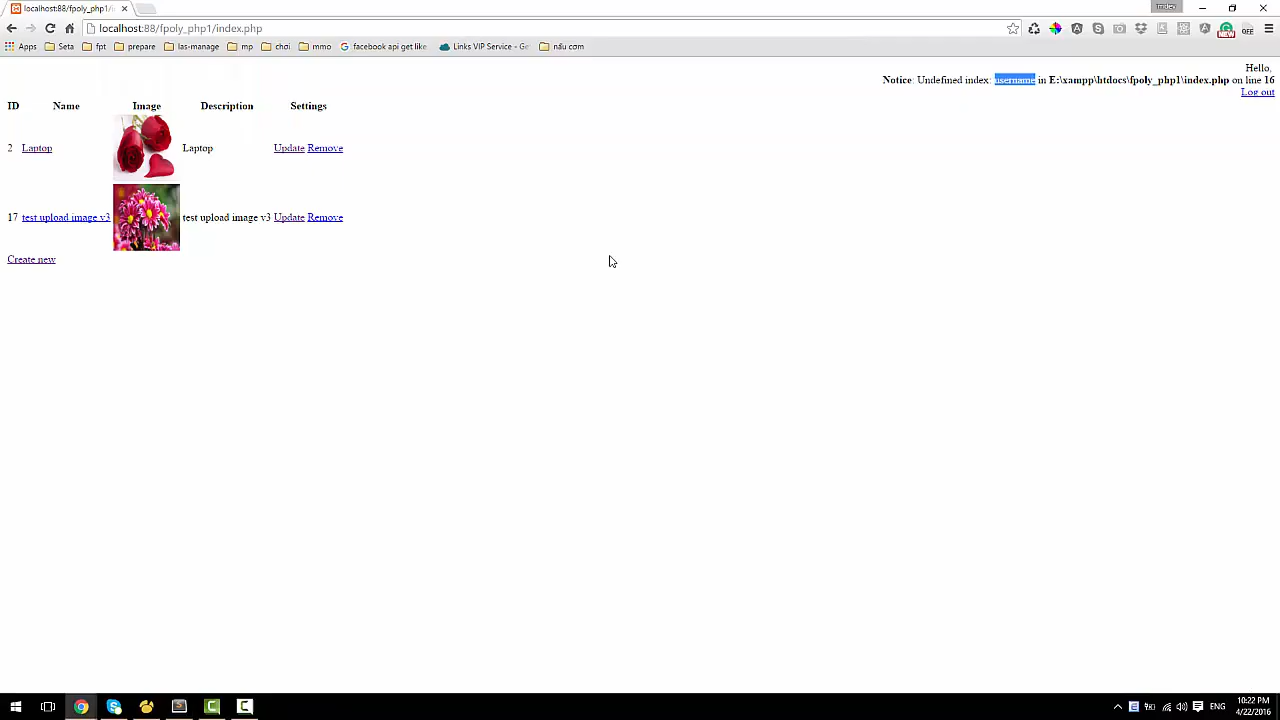 localhost:88/fpoly_php1/i
localhost:88/fpoly_php1/index.php
Apps Seta fpt prepare las-manage mp choi mmo facebook api get like Links VIP Service - Ge nấu com
Hello,
Notice: Undefined index: username in E:\xampp\htdocs\fpoly_php1\index.php on line 16
Log out
ID Name Image Description Settings
2 Laptop Laptop Update Remove
17 test upload image v3 test upload image v3 Update Remove
Create new
ENG
10:22 PM
4/22/2016